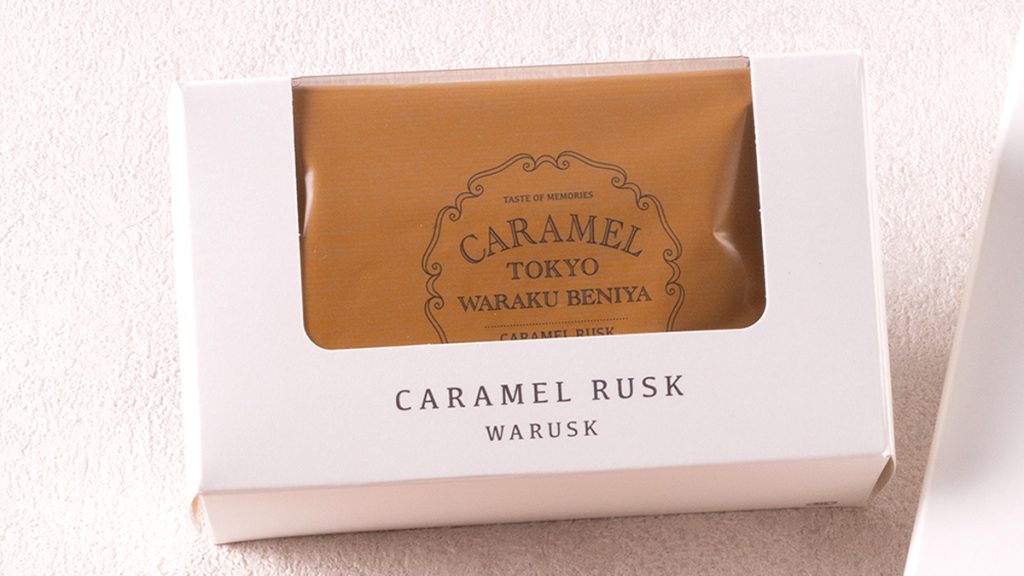 TASTE OF MEMORIES
CARAMEL
TOKYO
WARAKU BENIYA
CARAMEL RUSK
CARAMEL RUSK
WARUSK